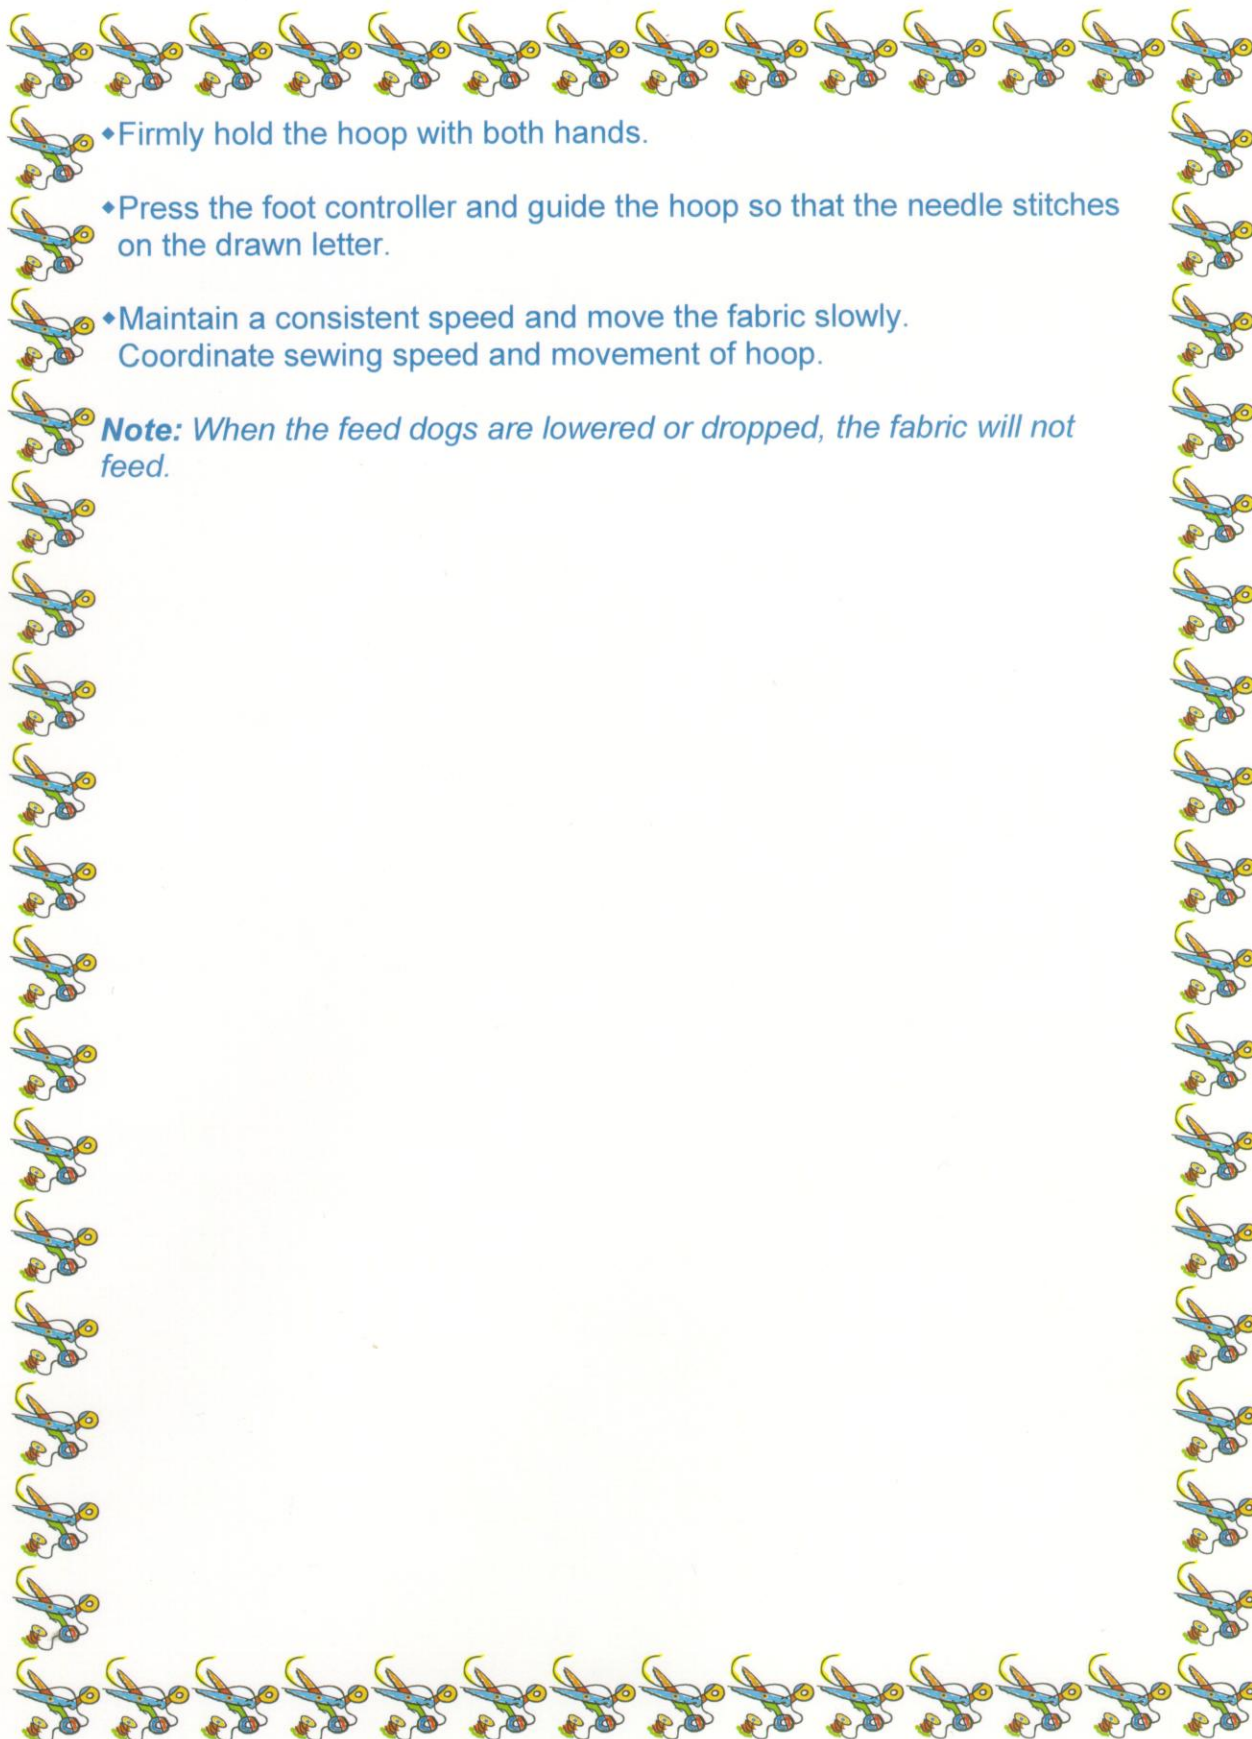 ◆Firmly hold the hoop with both hands.
◆Press the foot controller and guide the hoop so that the needle stitches
on the drawn letter.
◆Maintain a consistent speed and move the fabric slowly.
Coordinate sewing speed and movement of hoop.
Note: When the feed dogs are lowered or dropped, the fabric will not
feed.